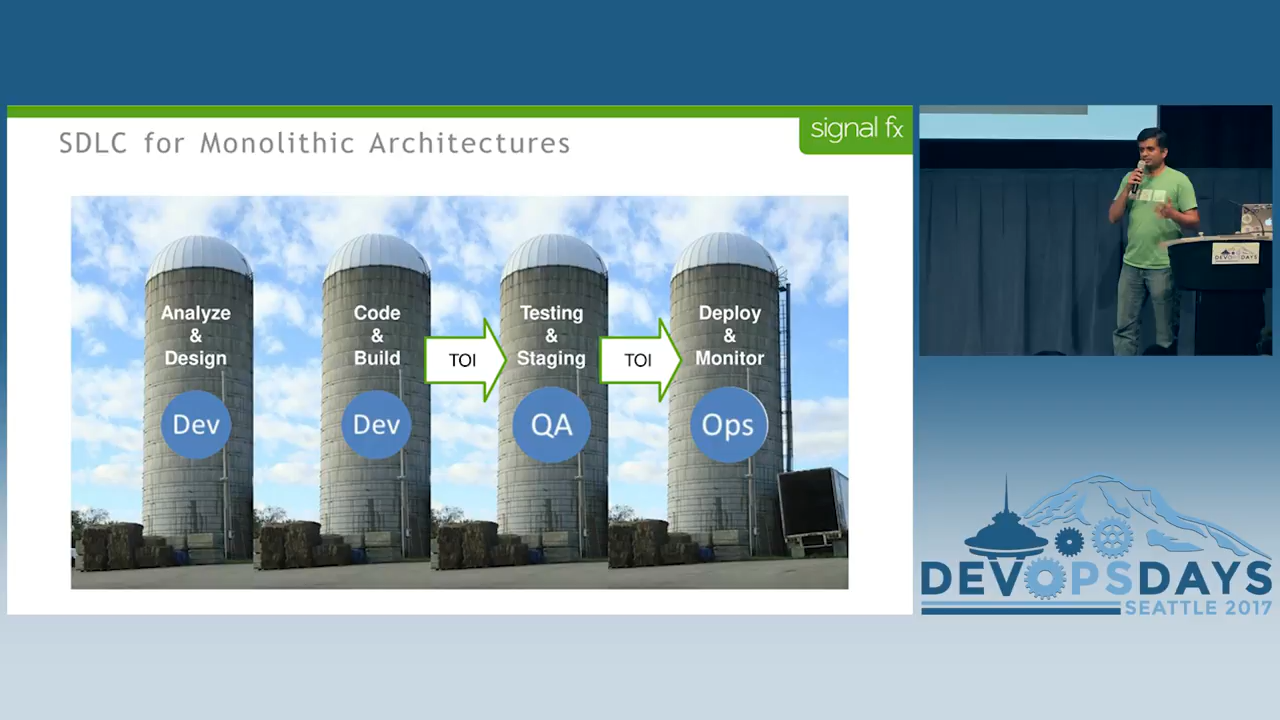 SDLC for Monolithic Architectures
signal fx
Analyze
&
Design
Dev
Code
&
Build
Dev
TOI
Testing
&
Staging
QA
TOI
Deploy
&
Monitor
Ops
DEVOPSDAYS
DEVOPSDAYS
SEATTLE 2017